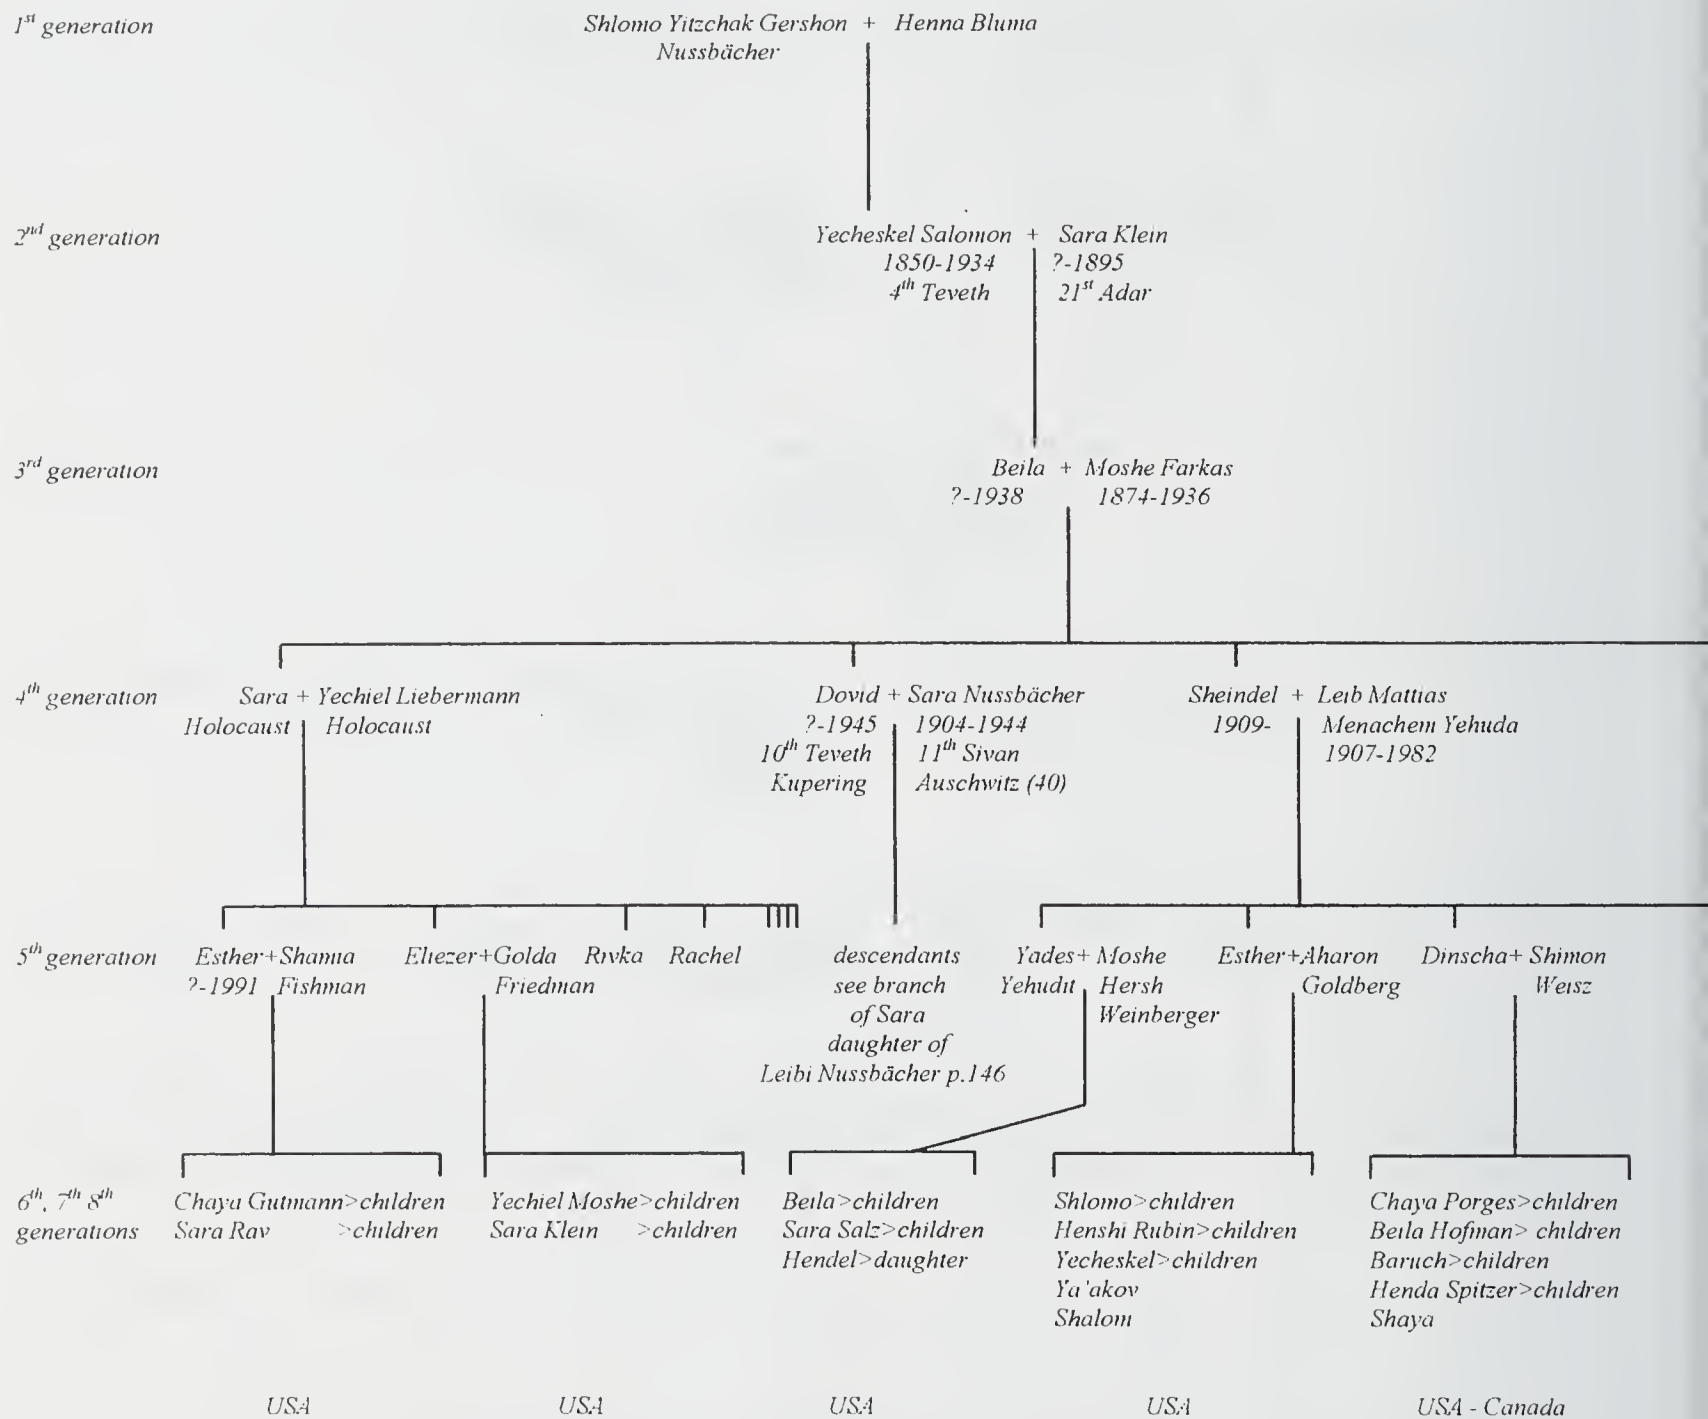 1st generation
Shlomo Yitzchak Gershon + Henna Bluma
Nussbächer
2nd generation
Yecheskel Salomon + Sara Klein
1850-1934 ?-1895
4th Teveth 21st Adar
3rd generation
Beila + Moshe Farkas
?-1938 1874-1936
4th generation
Sara + Yechiel Liebermann Dovid + Sara Nussbächer Sheindel + Leib Mattias
Holocaust Holocaust ?-1945 1904-1944 1909- Menachem Yehuda
10th Teveth 11th Sivan 1907-1982
Kupering Auschwitz (40)
5th generation Esther+Shamia Eliezer+Golda Rivka Rachel descendants Yades+ Moshe Esther+Aharon Dinscha+ Shimon
?-1991 Fishman Friedman see branch Yehudit Hersh Goldberg Weisz
of Sara Weinberger
daughter of
Leibi Nussbächer p.146
6th, 7th 8th Chaya Gutmann>children Yechiel Moshe>children Beila>children Shlomo>children Chaya Porges>children
generations Sara Rav >children Sara Klein >children Sara Salz>children Henshi Rubin>children Beila Hofman> children
Hendel>daughter Yecheskel>children Baruch>children
Ya'akov Henda Spitzer>children
Shalom Shaya
USA USA USA USA USA - Canada